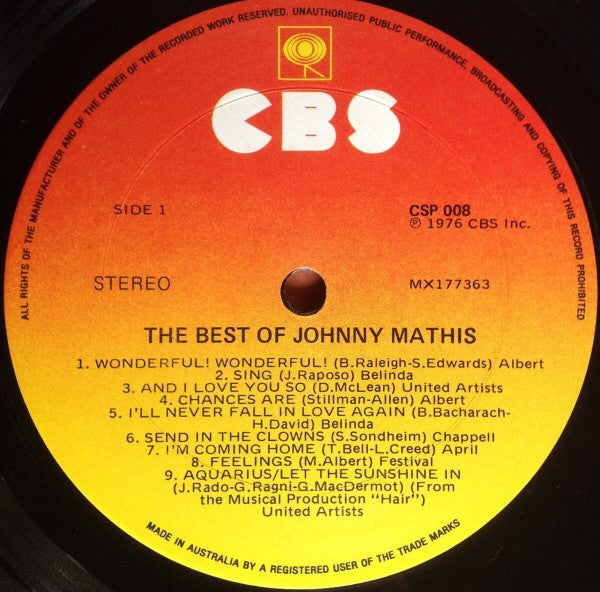 ALL RIGHTS OF THE MANUFACTURER AND OF THE OWNER OF THE RECORDED WORK RESERVED. UNAUTHORISED PUBLIC PERFORMANCE, BROADCASTING AND COPYING OF THIS RECORD PROHIBITED
CBS
SIDE 1
CSP 008
℗ 1976 CBS Inc.
STEREO
MX177363
THE BEST OF JOHNNY MATHIS
1. WONDERFUL! WONDERFUL! (B.Raleigh-S.Edwards) Albert
2. SING (J.Raposo) Belinda
3. AND I LOVE YOU SO (D.McLean) United Artists
4. CHANCES ARE (Stillman-Allen) Albert
5. I'LL NEVER FALL IN LOVE AGAIN (B.Bacharach-
H.David) Belinda
6. SEND IN THE CLOWNS (S.Sondheim) Chappell
7. I'M COMING HOME (T.Bell-L.Creed) April
8. FEELINGS (M.Albert) Festival
9. AQUARIUS/LET THE SUNSHINE IN
(J.Rado-G.Ragni-G.MacDermot) (From
the Musical Production "Hair")
United Artists
MADE IN AUSTRALIA BY A REGISTERED USER OF THE TRADE MARKS